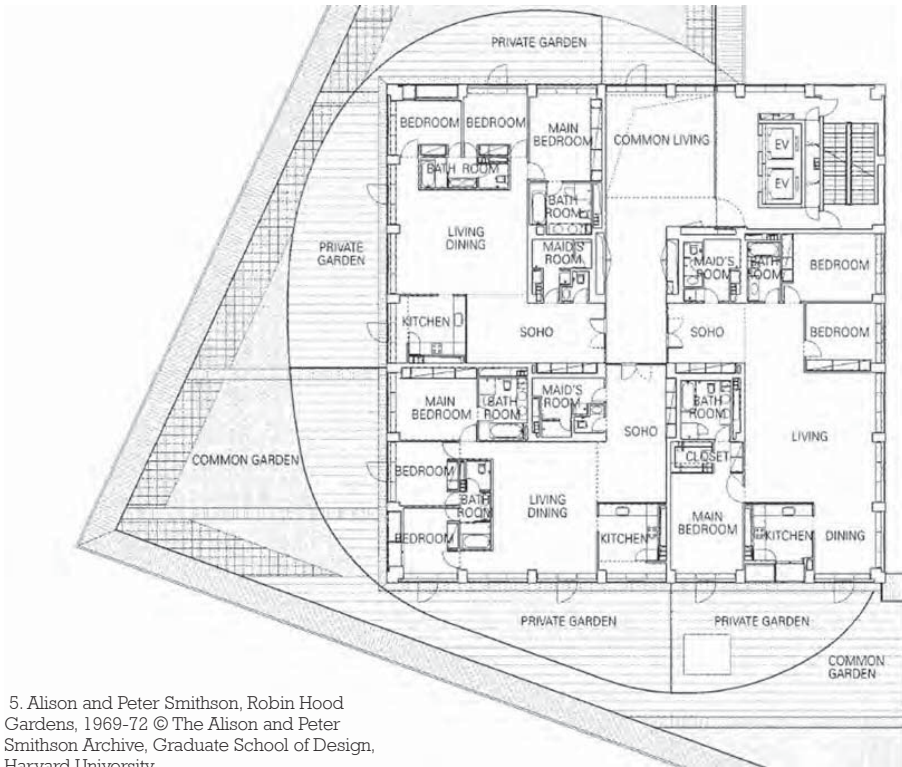 PRIVATE GARDEN
BEDROOM
BEDROOM
MAIN
BEDROOM
COMMON LIVING
EV
EV
BATH ROOM
BATH
ROOM
LIVING
DINING
PRIVATE
GARDEN
MAID'S
ROOM
MAID'S
ROOM
BATH
ROOM
BEDROOM
KITCHEN
SOHO
SOHO
BEDROOM
MAIN
BEDROOM
BATH
ROOM
MAID'S
ROOM
SOHO
BATH
ROOM
LIVING
COMMON GARDEN
BEDROOM
BATH
ROOM
LIVING
DINING
CLOSET
BEDROOM
KITCHEN
MAIN
BEDROOM
KITCHEN
DINING
PRIVATE GARDEN
PRIVATE GARDEN
COMMON
GARDEN
5. Alison and Peter Smithson, Robin Hood
Gardens, 1969-72 © The Alison and Peter
Smithson Archive, Graduate School of Design,
Harvard University